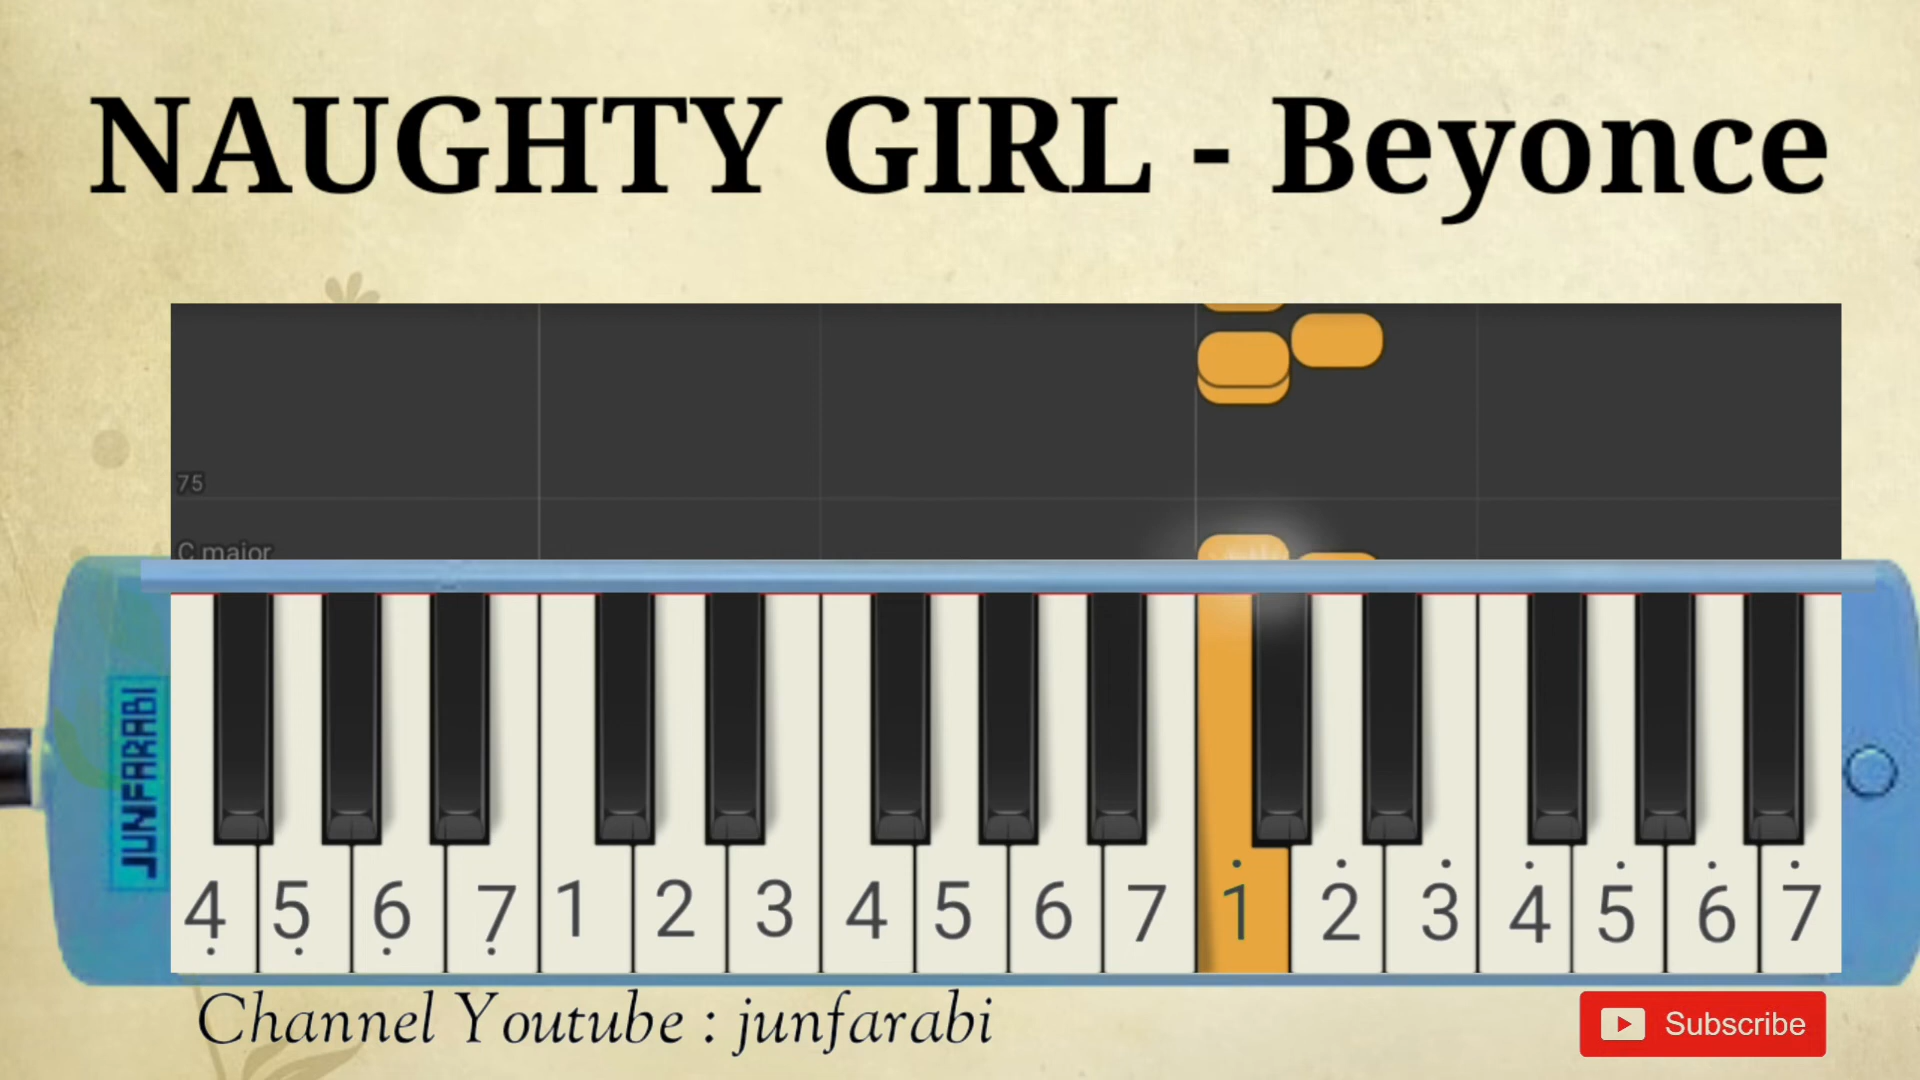 NAUGHTY GIRL - Beyonce
75
C major
JUNFARABI
4̣ 5̣ 6̣ 7̣ 1 2 3 4 5 6 7 1̇ 2̇ 3̇ 4̇ 5̇ 6̇ 7̇
Channel Youtube : junfarabi
Subscribe